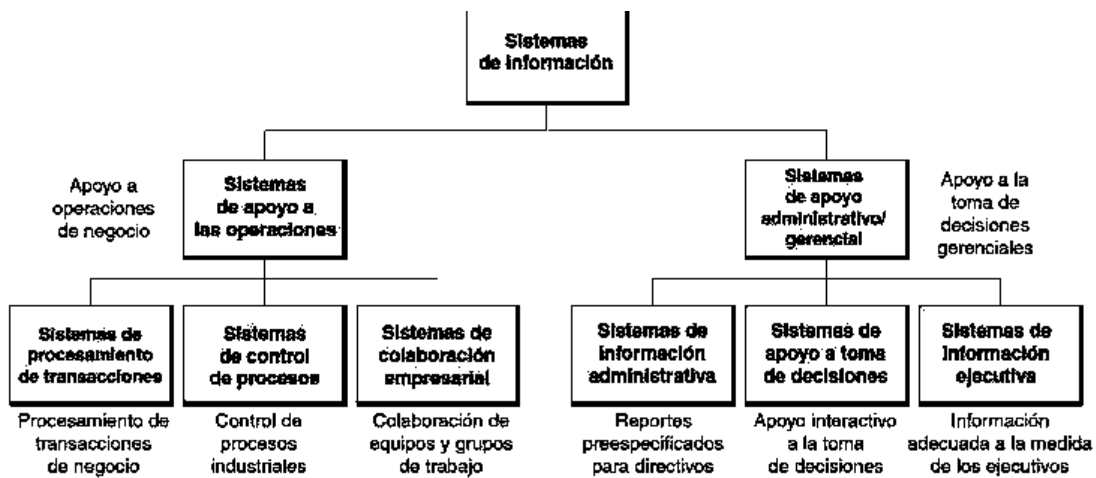 Sistemas
de información
Apoyo a
operaciones
de negocio
Sistemas
de apoyo a
las operaciones
Sistemas
de apoyo
administrativo/
gerencial
Apoyo a la
toma de
decisiones
gerenciales
Sistemas de
procesamiento
de transacciones
Sistemas
de control
de procesos
Sistemas de
colaboración
empresarial
Sistemas de
información
administrativa
Sistemas de
apoyo a toma
de decisiones
Sistemas de
información
ejecutiva
Procesamiento de
transacciones
de negocio
Control de
procesos
industriales
Colaboración de
equipos y grupos
de trabajo
Reportes
preespecificados
para directivos
Apoyo interactivo
a la toma
de decisiones
Información
adecuada a la medida
de los ejecutivos